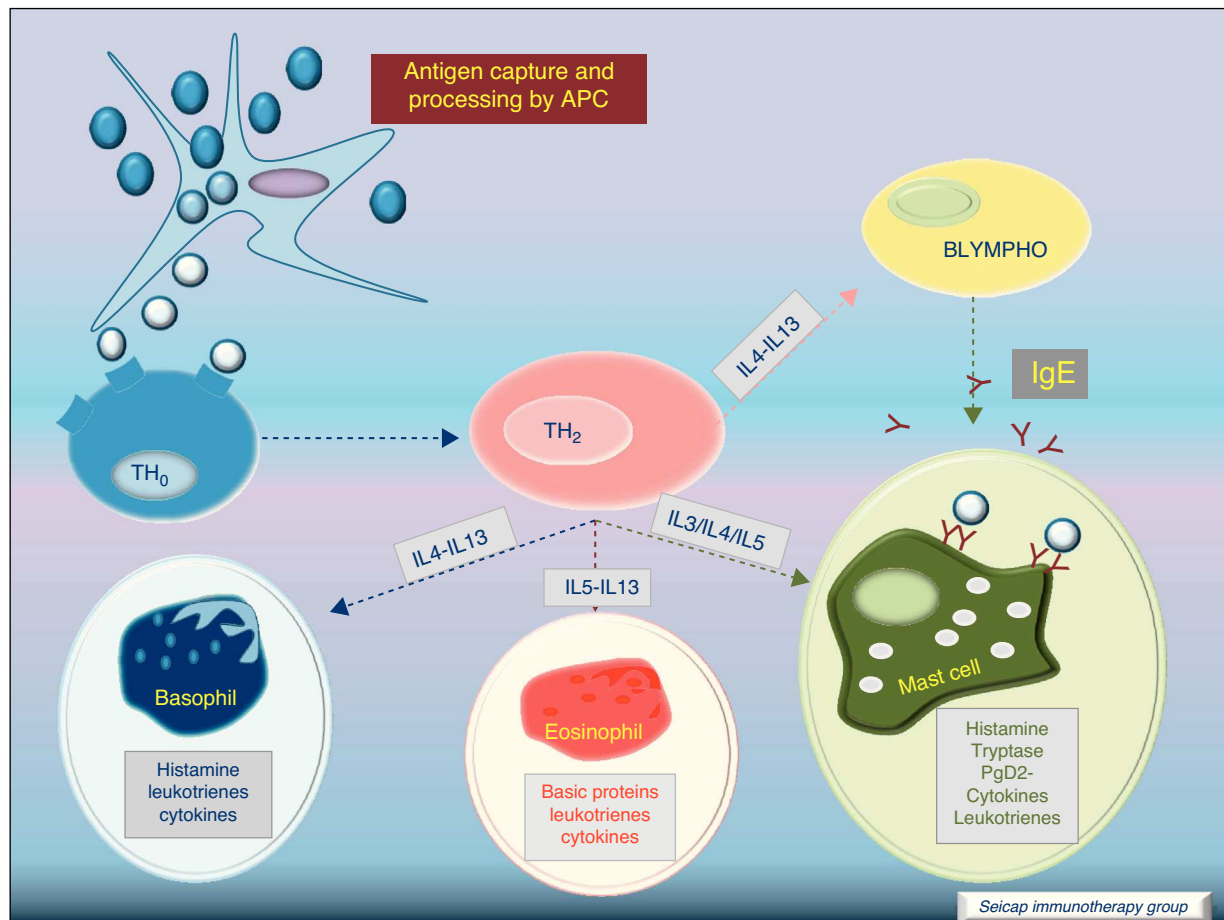 Antigen capture and
processing by APC
BLYMPHO
IL4-IL13
IgE
TH₂
TH₀
IL3/IL4/IL5
IL4-IL13
IL5-IL13
Basophil
Histamine
leukotrienes
cytokines
Eosinophil
Basic proteins
leukotrienes
cytokines
Mast cell
Histamine
Tryptase
PgD2-
Cytokines
Leukotrienes
Seicap immunotherapy group